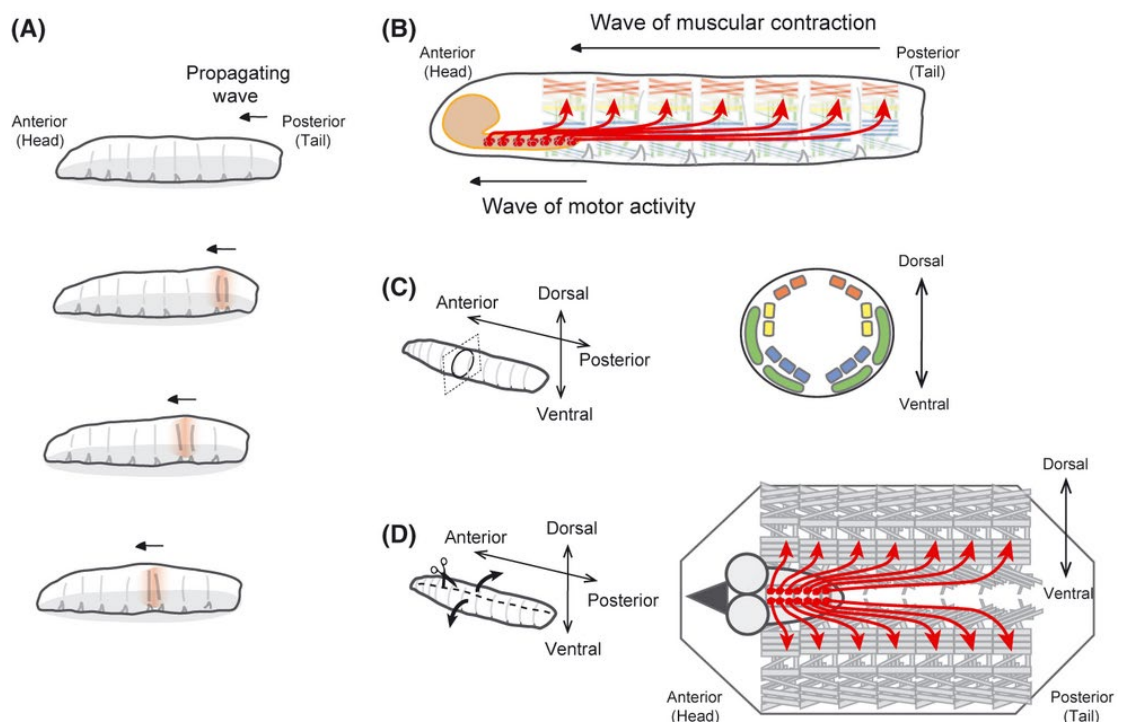 (A)
Propagating
wave
Anterior
(Head)
Posterior
(Tail)
(B)
Wave of muscular contraction
Anterior
(Head)
Posterior
(Tail)
Wave of motor activity
(C)
Anterior
Dorsal
Posterior
Ventral
Dorsal
Ventral
(D)
Anterior
Dorsal
Posterior
Ventral
Dorsal
Ventral
Anterior
(Head)
Posterior
(Tail)